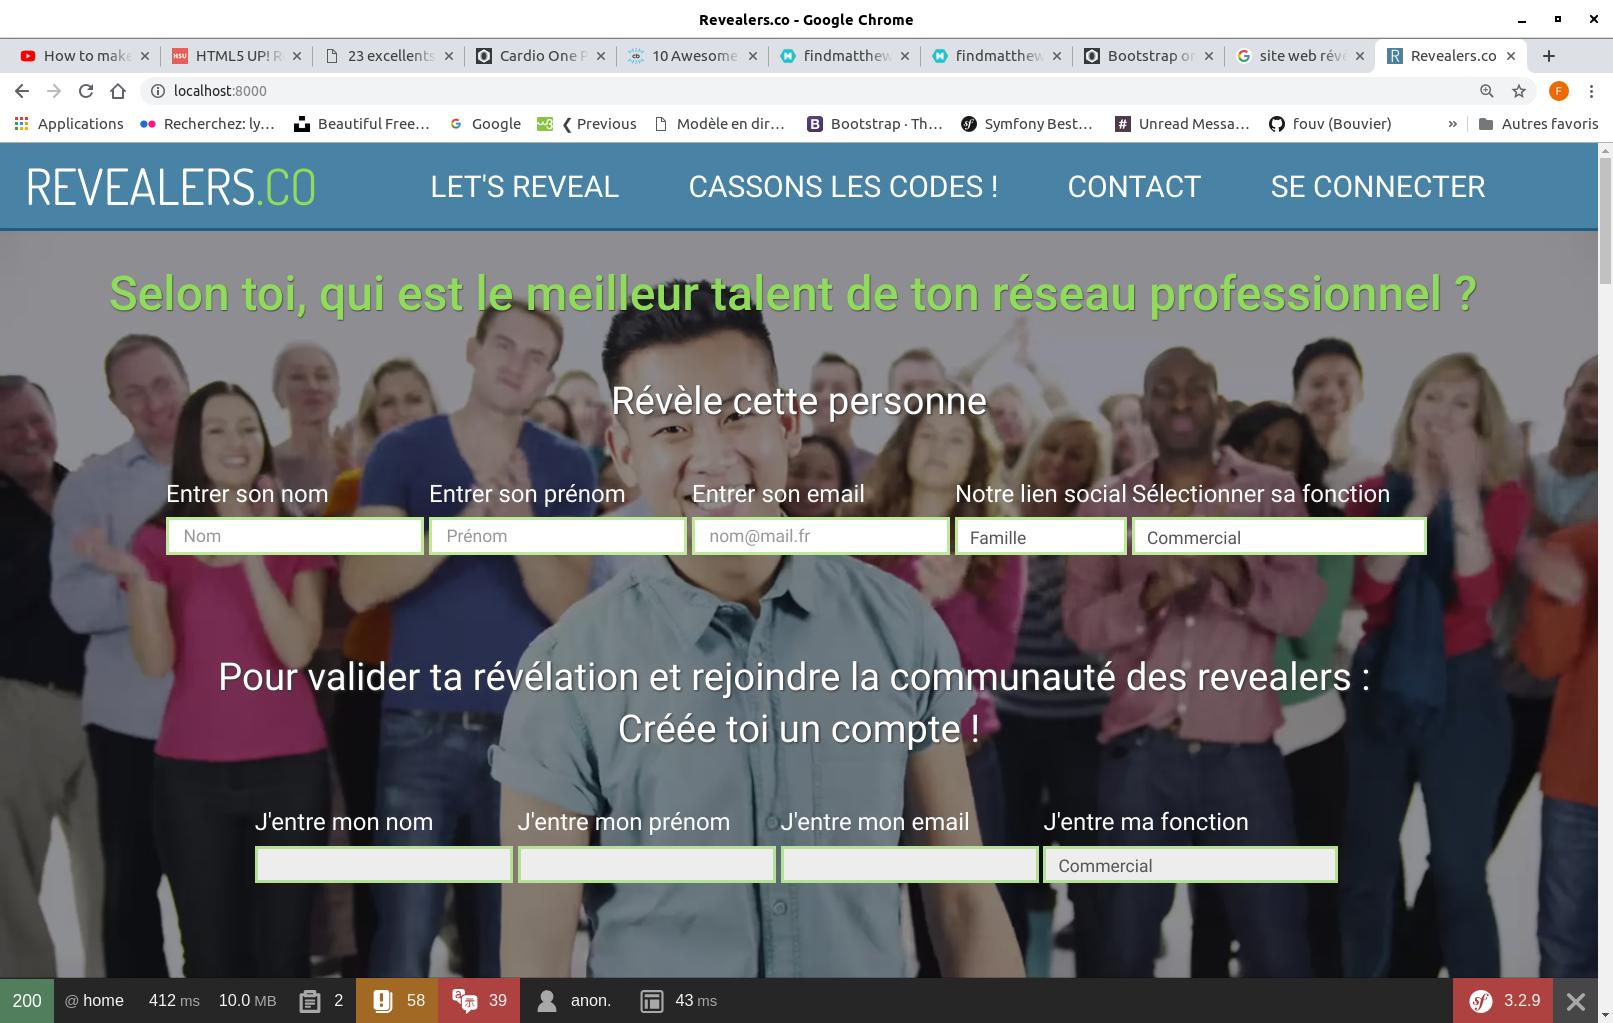 Revealers.co - Google Chrome
How to make
HTML5 UP! R
23 excellents
Cardio One P
10 Awesome
findmatthew
findmatthew
Bootstrap or
site web révé
Revealers.co
localhost:8000
F
Applications
Recherchez: ly...
Beautiful Free...
Google
❮ Previous
Modèle en dir...
Bootstrap · Th...
Symfony Best...
Unread Messa...
fouv (Bouvier)
»
Autres favoris
REVEALERS.CO
LET'S REVEAL
CASSONS LES CODES !
CONTACT
SE CONNECTER
Selon toi, qui est le meilleur talent de ton réseau professionnel ?
Révèle cette personne
Entrer son nom
Entrer son prénom
Entrer son email
Notre lien social
Sélectionner sa fonction
Nom
Prénom
nom@mail.fr
Famille
Commercial
Pour valider ta révélation et rejoindre la communauté des revealers :
Créée toi un compte !
J'entre mon nom
J'entre mon prénom
J'entre mon email
J'entre ma fonction
Commercial
200
@ home
412 ms
10.0 MB
2
58
39
anon.
43 ms
3.2.9